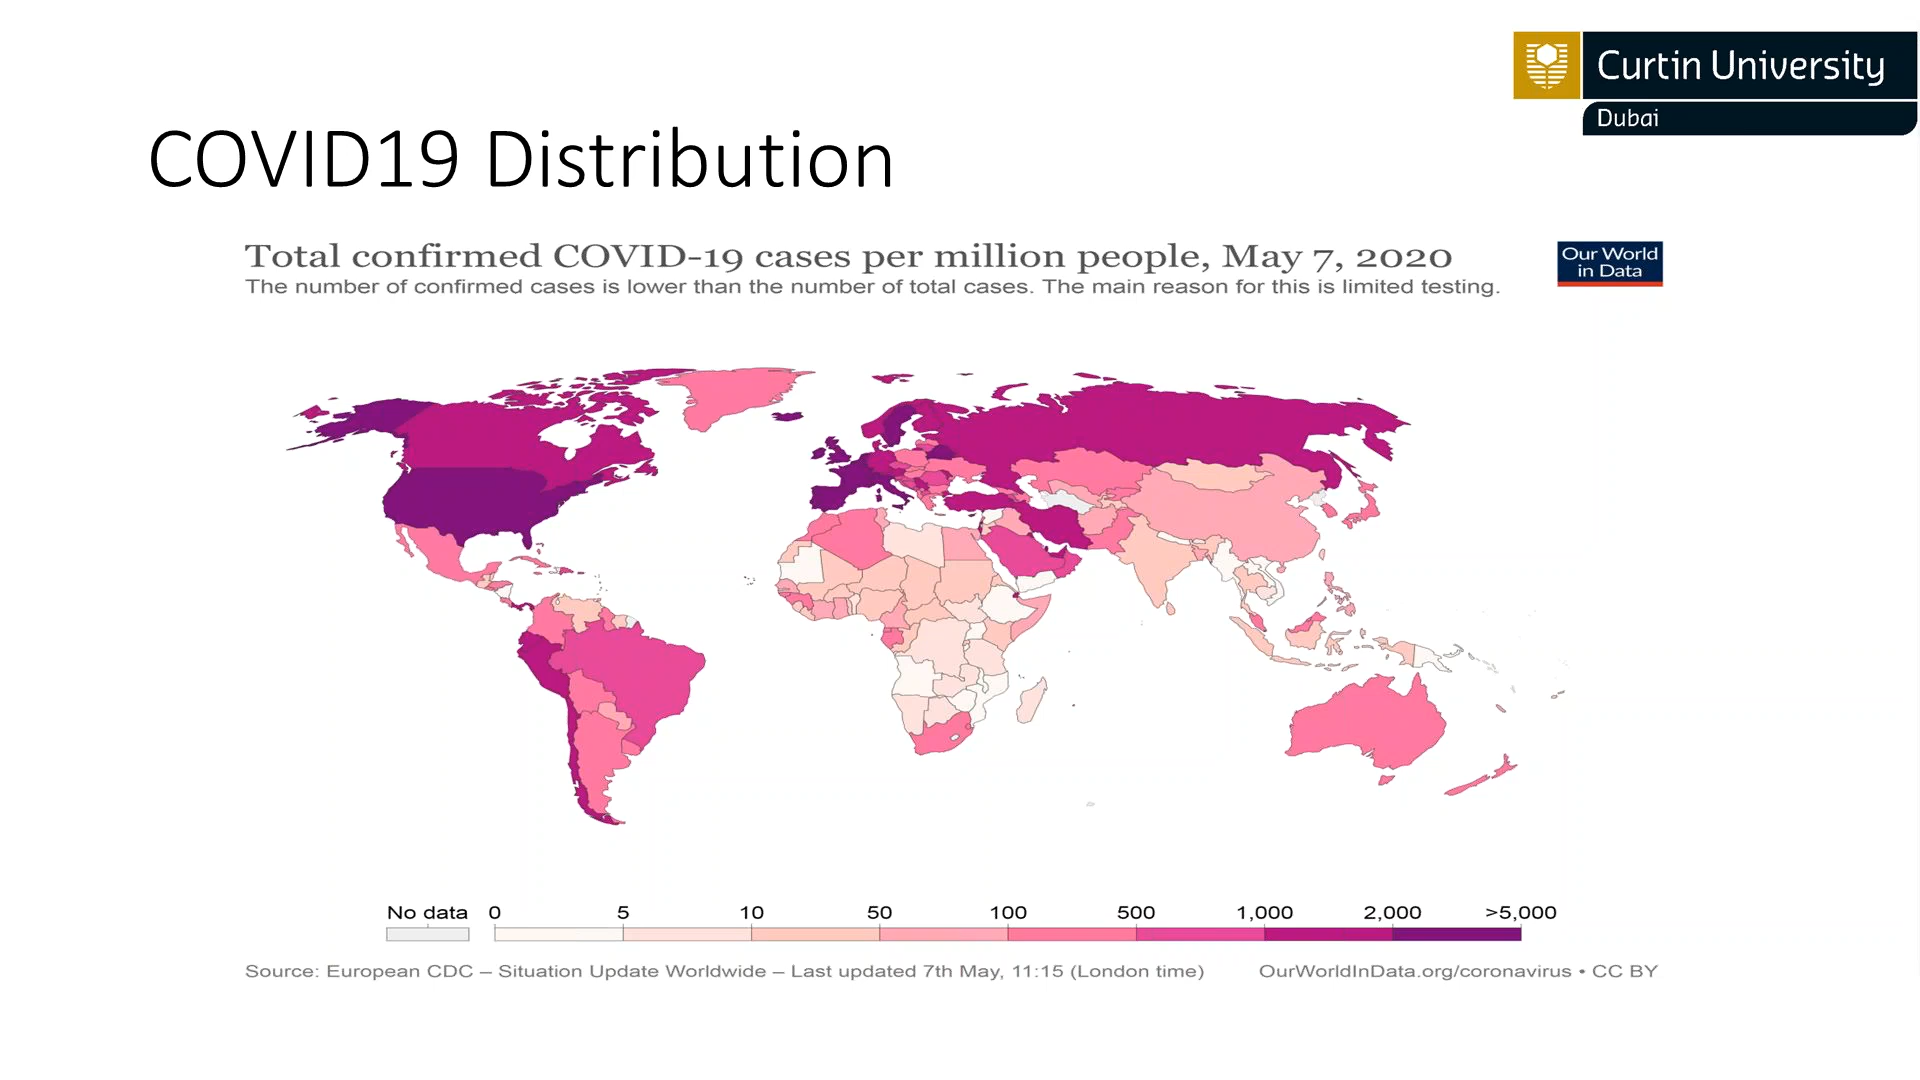 Curtin University
Dubai
COVID19 Distribution
Total confirmed COVID-19 cases per million people, May 7, 2020
The number of confirmed cases is lower than the number of total cases. The main reason for this is limited testing.
Our World
in Data
No data 0 5 10 50 100 500 1,000 2,000 >5,000
Source: European CDC – Situation Update Worldwide – Last updated 7th May, 11:15 (London time)
OurWorldInData.org/coronavirus • CC BY